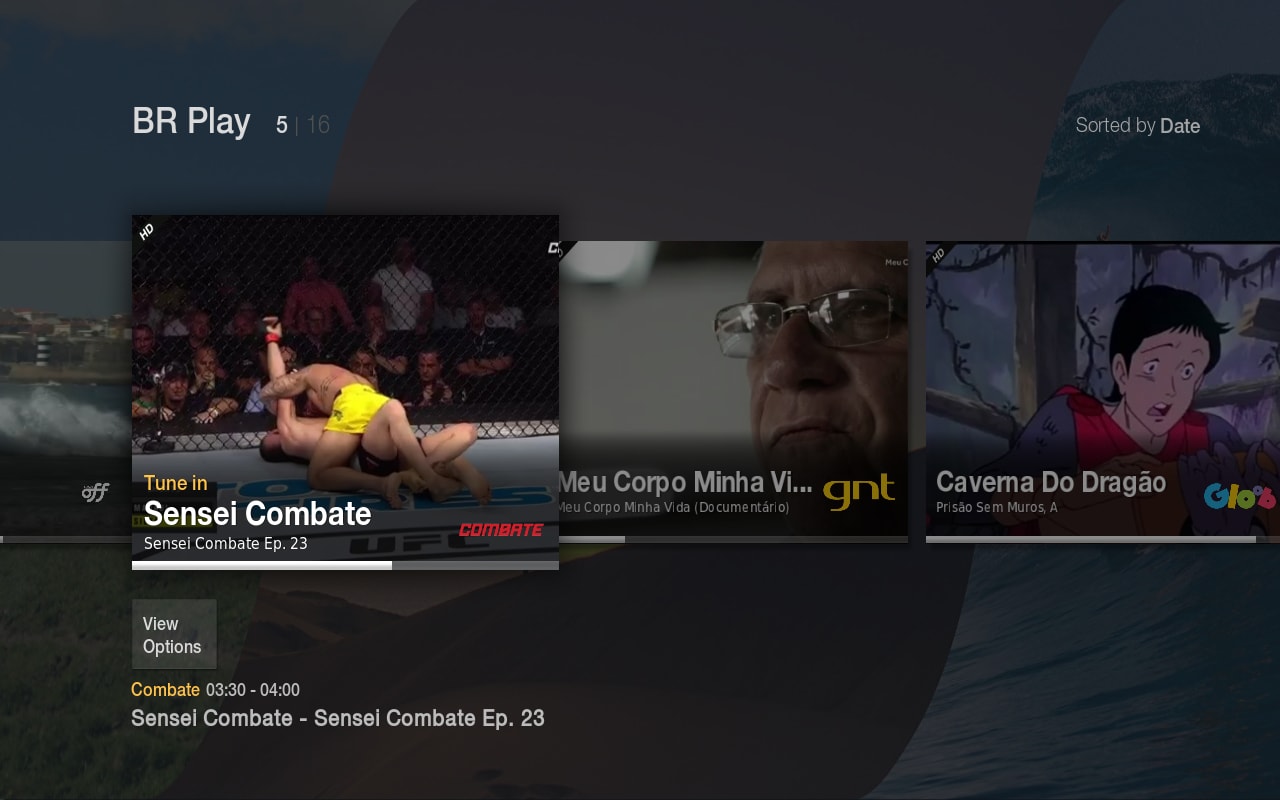 BR Play 5 | 16
Sorted by Date
HD
HD
Meu C
off
Tune in
Sensei Combate
Sensei Combate Ep. 23
COMBATE
UFC
Meu Corpo Minha Vi...
Meu Corpo Minha Vida (Documentário)
gnt
Caverna Do Dragão
Prisão Sem Muros, A
Gloob
View
Options
Combate 03:30 - 04:00
Sensei Combate - Sensei Combate Ep. 23